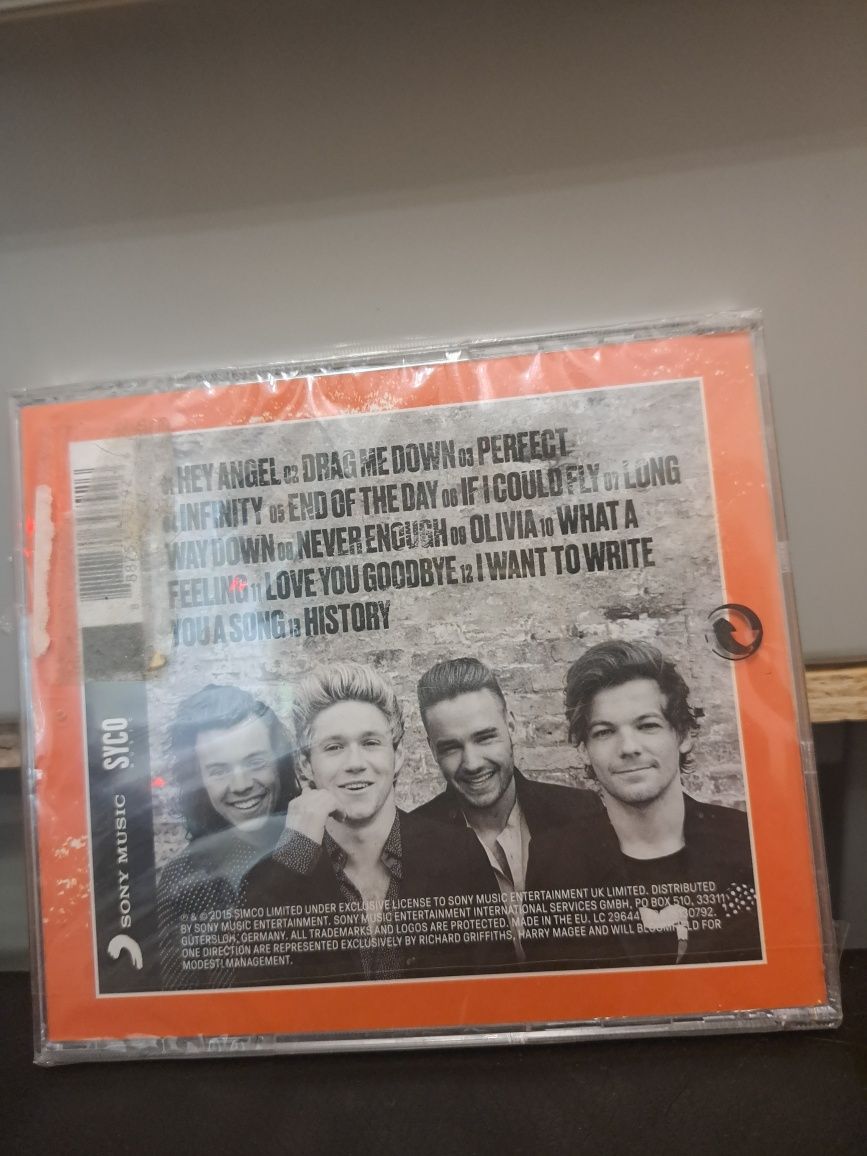 HEY ANGEL 02 DRAG ME DOWN 03 PERFECT
INFINITY 05 END OF THE DAY 06 IF I COULD FLY 07 LONG
WAY DOWN 08 NEVER ENOUGH 09 OLIVIA 10 WHAT A
FEELING 11 LOVE YOU GOODBYE 12 I WANT TO WRITE
YOU A SONG 13 HISTORY
SYCO
SONY MUSIC
℗ & © 2015 SIMCO LIMITED UNDER EXCLUSIVE LICENSE TO SONY MUSIC ENTERTAINMENT UK LIMITED. DISTRIBUTED
BY SONY MUSIC ENTERTAINMENT. SONY MUSIC ENTERTAINMENT INTERNATIONAL SERVICES GMBH, PO BOX 510, 33311
GÜTERSLOH, GERMANY. ALL TRADEMARKS AND LOGOS ARE PROTECTED. MADE IN THE EU. LC 29644
ONE DIRECTION ARE REPRESENTED EXCLUSIVELY BY RICHARD GRIFFITHS, HARRY MAGEE AND WILL BLOOMFIELD FOR
MODEST! MANAGEMENT.